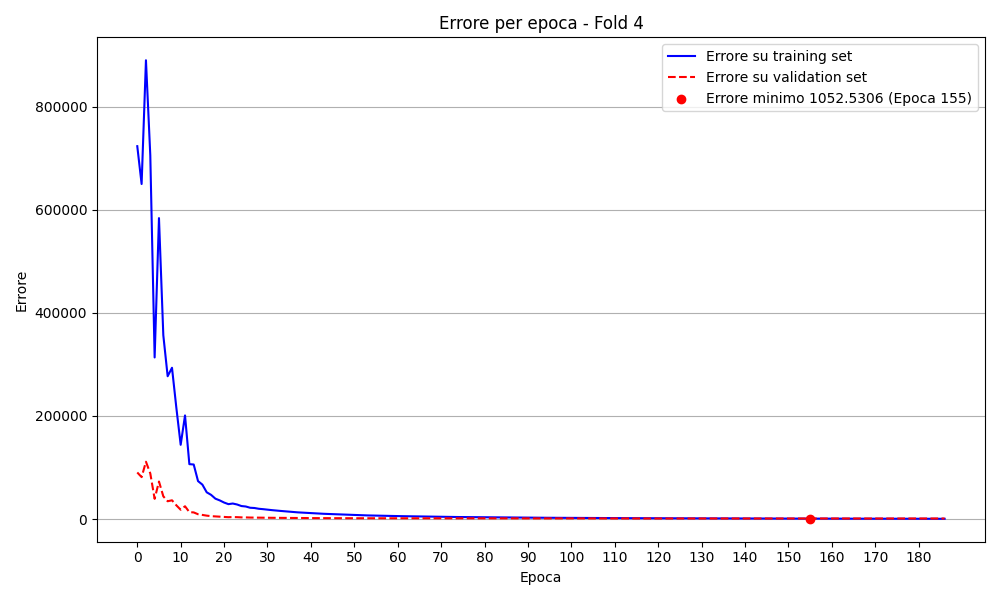 Errore per epoca - Fold 4
Errore su training set
Errore su validation set
Errore minimo 1052.5306 (Epoca 155)
Errore
800000
600000
400000
200000
0
0 10 20 30 40 50 60 70 80 90 100 110 120 130 140 150 160 170 180
Epoca